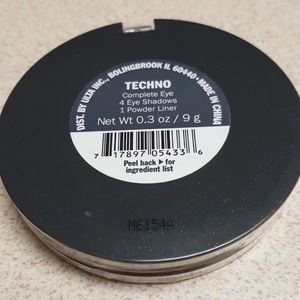 DIST. BY ULTA INC., BOLINGBROOK IL 60440 • MADE IN CHINA
TECHNO
Complete Eye
4 Eye Shadows
1 Powder Liner
Net Wt 0.3 oz / 9 g
7 17897 05433 6
Peel back ▶ for
ingredient list
M6154A